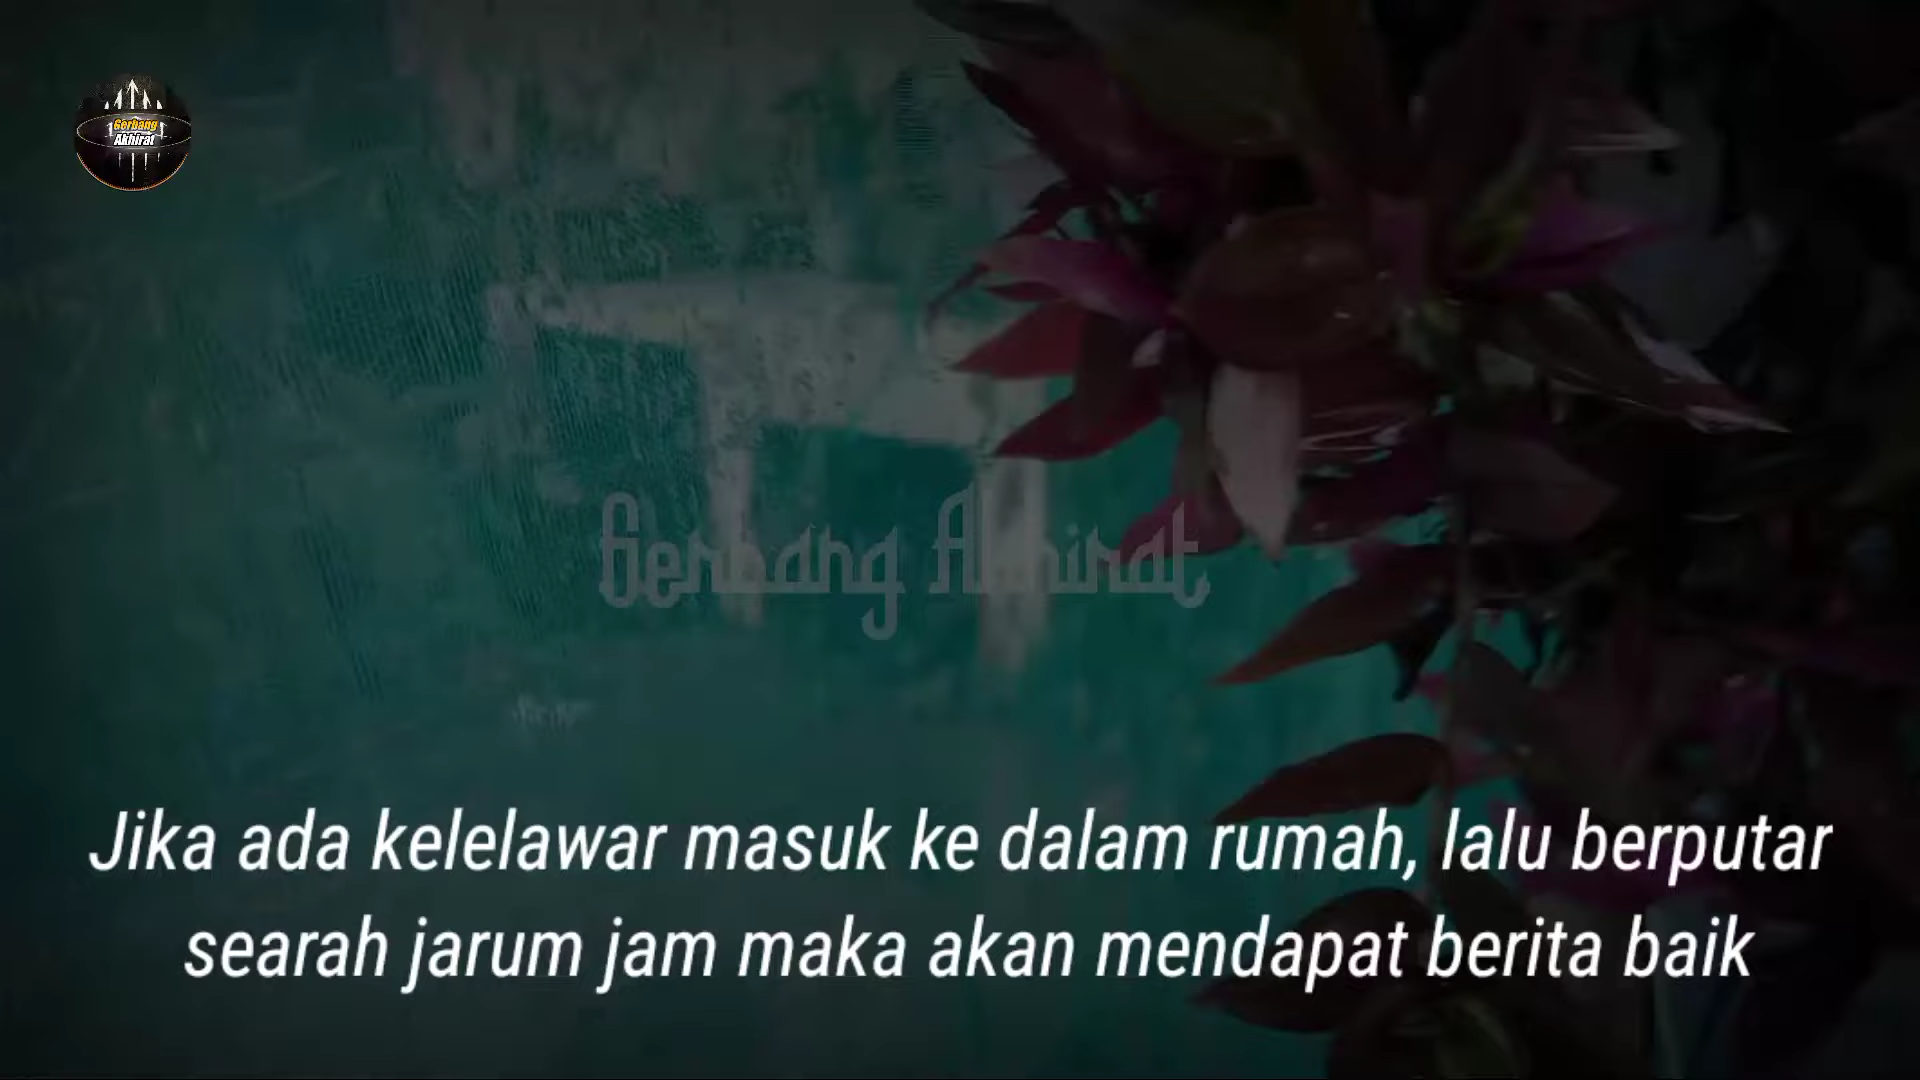 Gerbang
Akhirat
Gerbang Akhirat
Jika ada kelelawar masuk ke dalam rumah, lalu berputar
searah jarum jam maka akan mendapat berita baik